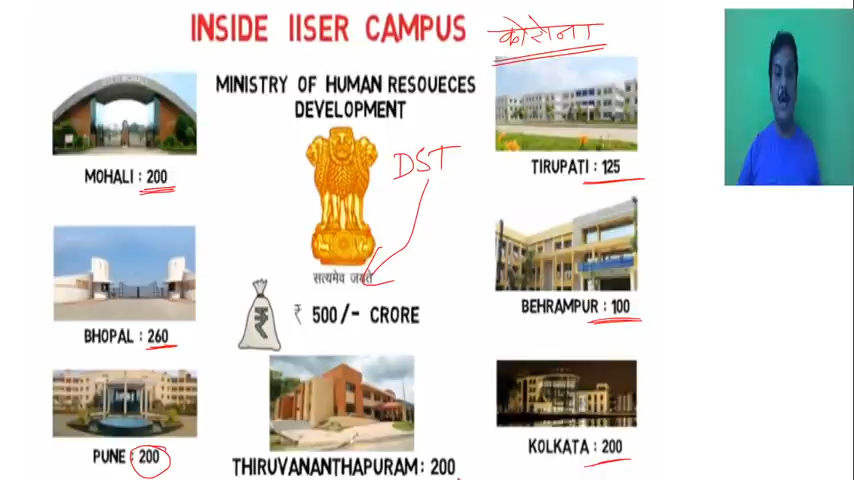 INSIDE IISER CAMPUS
कोरोना
MINISTRY OF HUMAN RESOUECES
DEVELOPMENT
DST
MOHALI : 200
TIRUPATI : 125
सत्यमेव जयते
₹ 500/- CRORE
BHOPAL : 260
BEHRAMPUR : 100
PUNE : 200
THIRUVANANTHAPURAM : 200
KOLKATA : 200